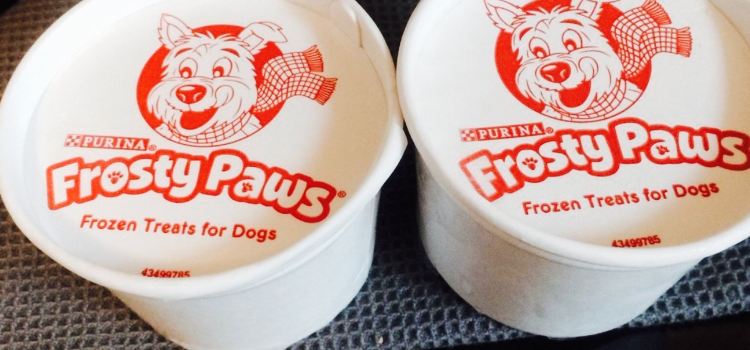 PURINA®
Frosty Paws®
Frozen Treats for Dogs
43499785
PURINA®
Frosty Paws®
Frozen Treats for Dogs
43499785